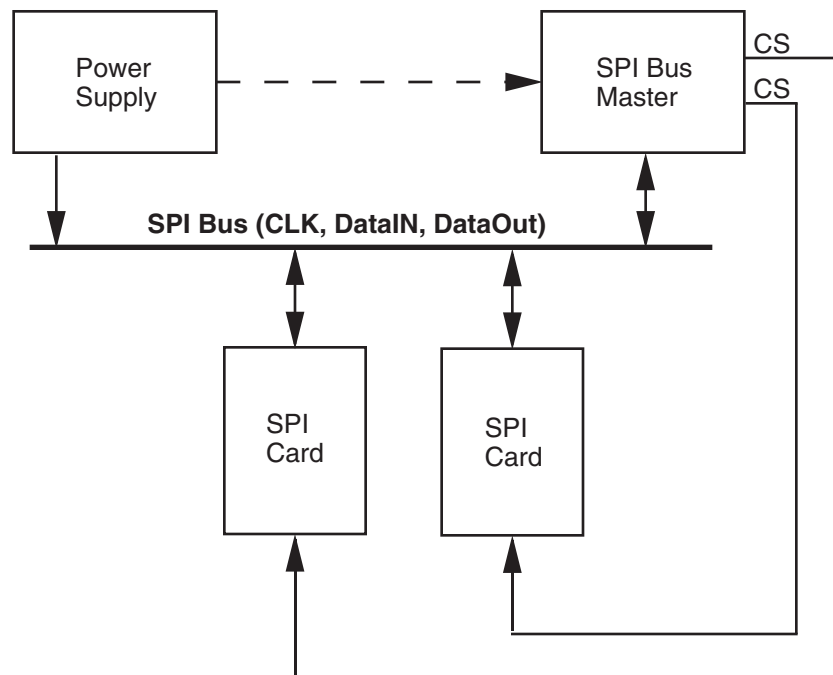 Power
Supply
SPI Bus
Master
CS
CS
SPI Bus (CLK, DataIN, DataOut)
SPI
Card
SPI
Card